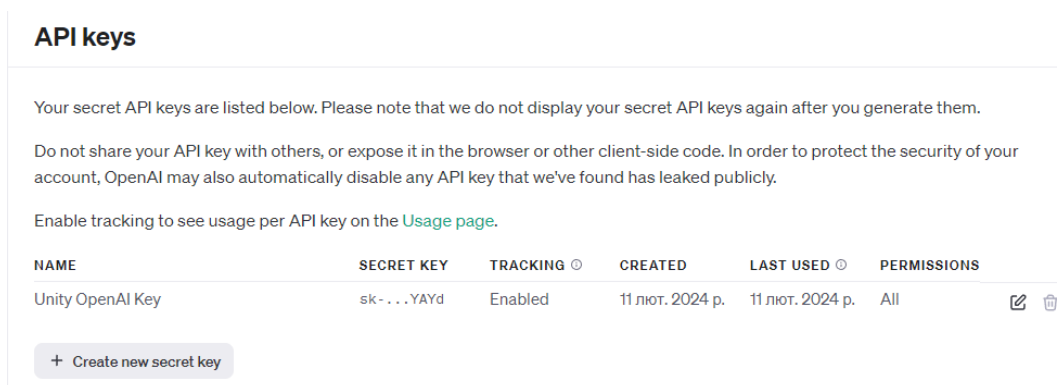 API keys
Your secret API keys are listed below. Please note that we do not display your secret API keys again after you generate them.
Do not share your API key with others, or expose it in the browser or other client-side code. In order to protect the security of your
account, OpenAI may also automatically disable any API key that we've found has leaked publicly.
Enable tracking to see usage per API key on the Usage page.
NAME SECRET KEY TRACKING CREATED LAST USED PERMISSIONS
Unity OpenAI Key sk-...YAYd Enabled 11 лют. 2024 р. 11 лют. 2024 р. All
+ Create new secret key